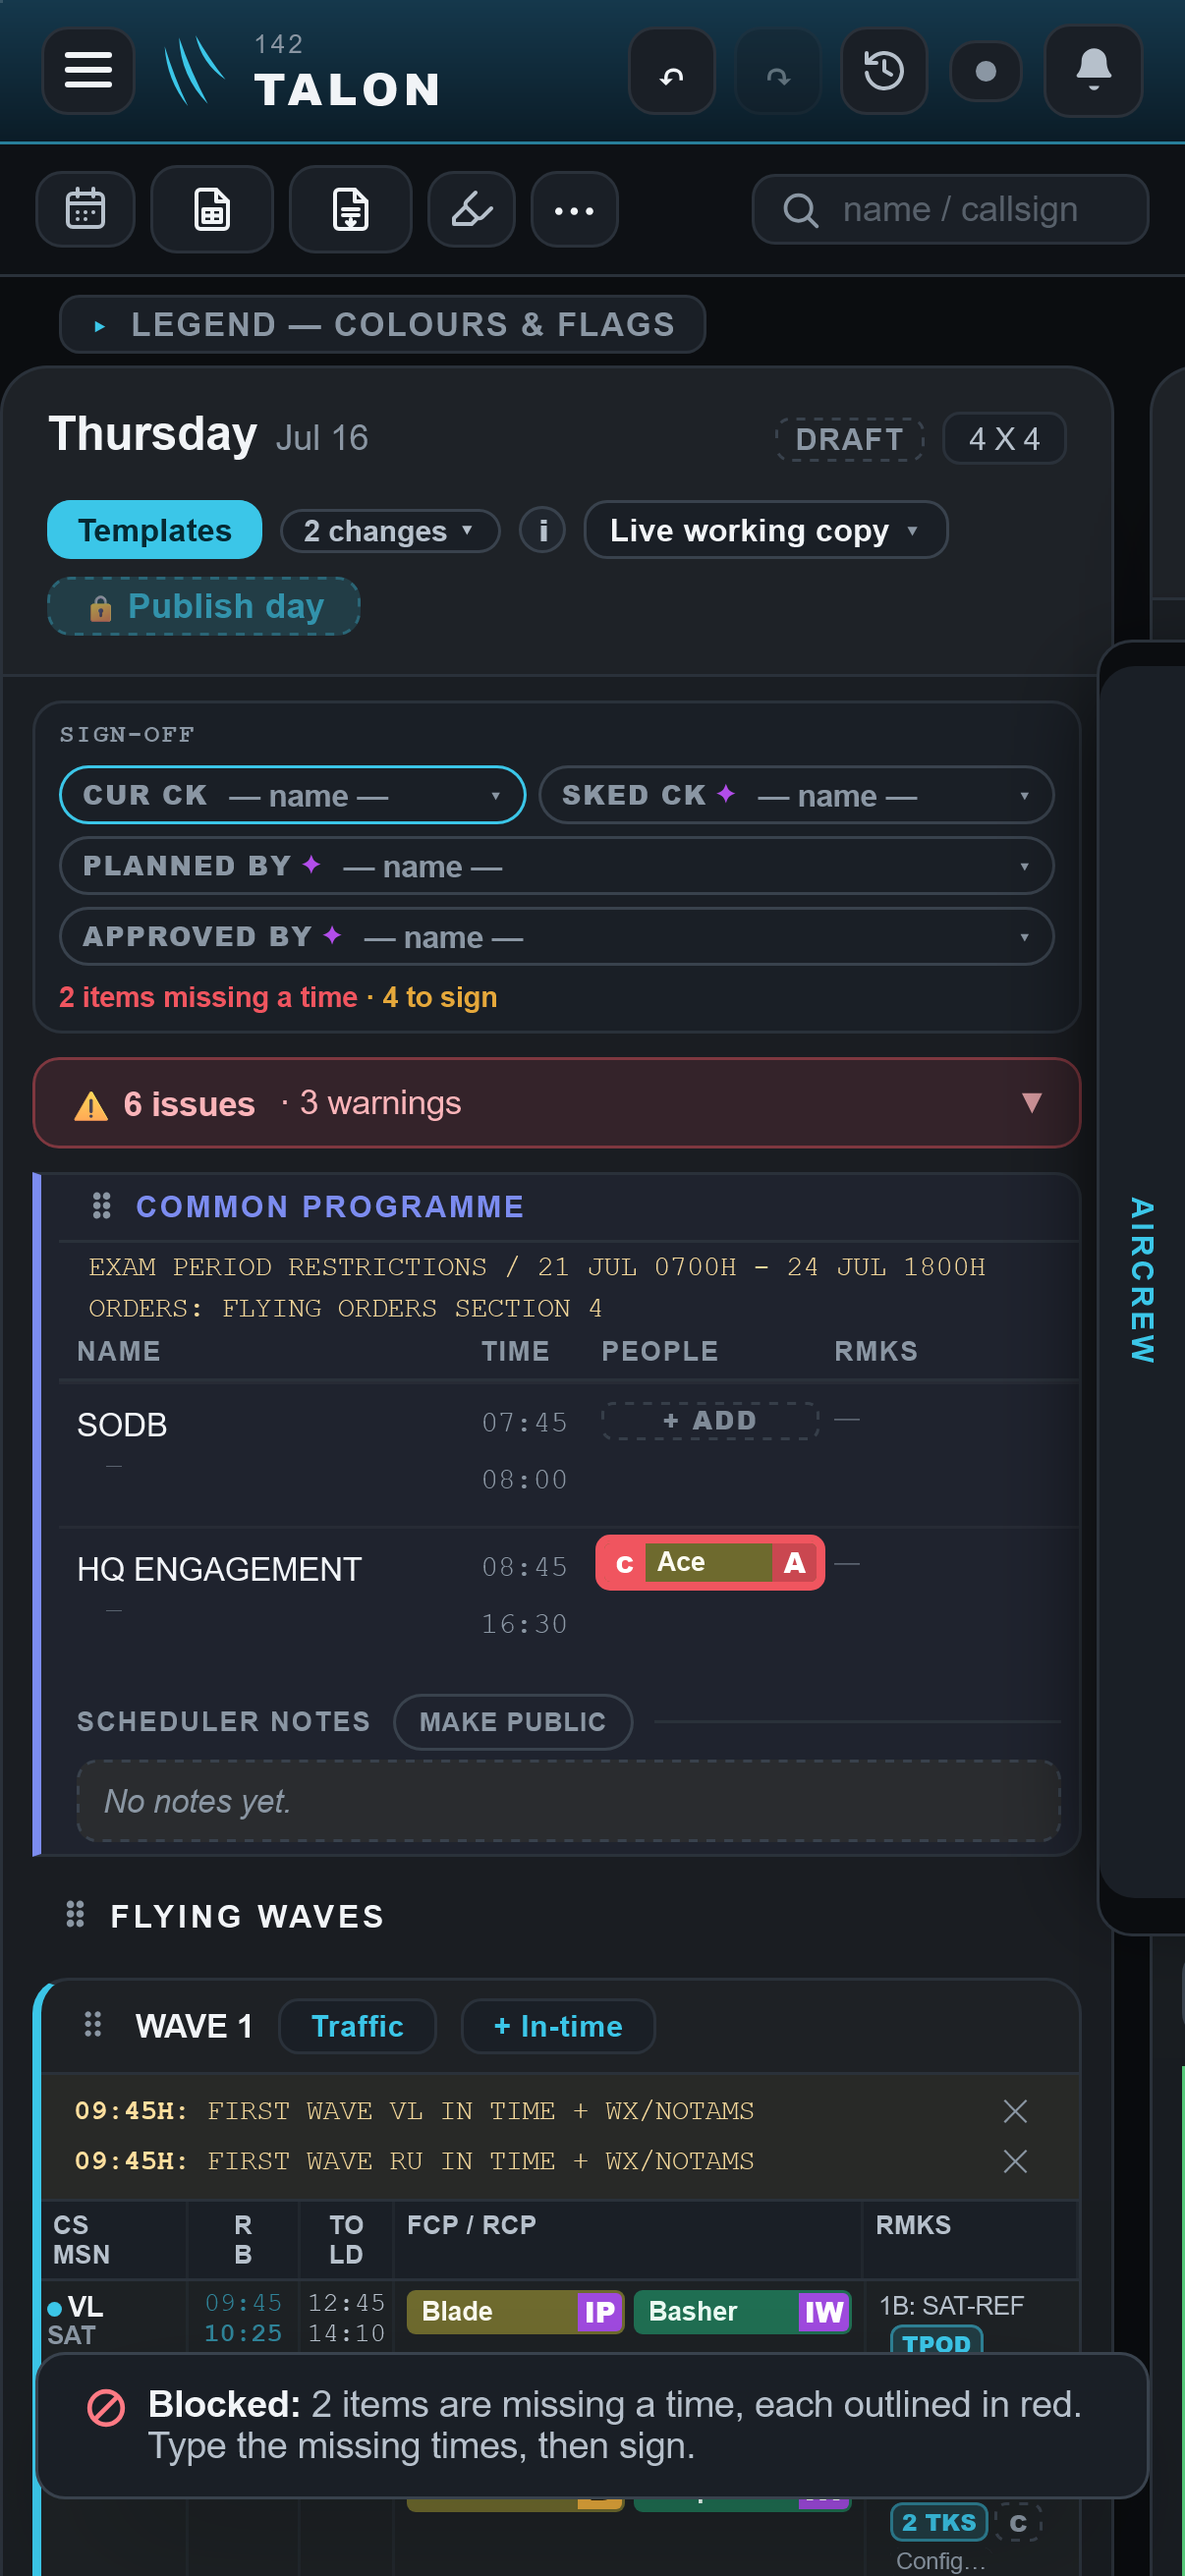 142
TALON
name / callsign
LEGEND — COLOURS & FLAGS
Thursday Jul 16 DRAFT 4 X 4
Templates 2 changes i Live working copy
Publish day
SIGN-OFF
CUR CK — name — SKED CK — name —
PLANNED BY — name —
APPROVED BY — name —
2 items missing a time · 4 to sign
6 issues · 3 warnings
COMMON PROGRAMME
EXAM PERIOD RESTRICTIONS / 21 JUL 0700H - 24 JUL 1800H
ORDERS: FLYING ORDERS SECTION 4
NAME TIME PEOPLE RMKS
SODB 07:45 + ADD —
— 08:00
HQ ENGAGEMENT 08:45 C Ace A —
— 16:30
AIRCREW
SCHEDULER NOTES MAKE PUBLIC
No notes yet.
FLYING WAVES
WAVE 1 Traffic + In-time
09:45H: FIRST WAVE VL IN TIME + WX/NOTAMS
09:45H: FIRST WAVE RU IN TIME + WX/NOTAMS
CS R TO FCP / RCP RMKS
MSN B LD
VL 09:45 12:45 Blade IP Basher IW 1B: SAT-REF
SAT 10:25 14:10 TPOD
Blocked: 2 items are missing a time, each outlined in red.
Type the missing times, then sign.
2 TKS C
Config...